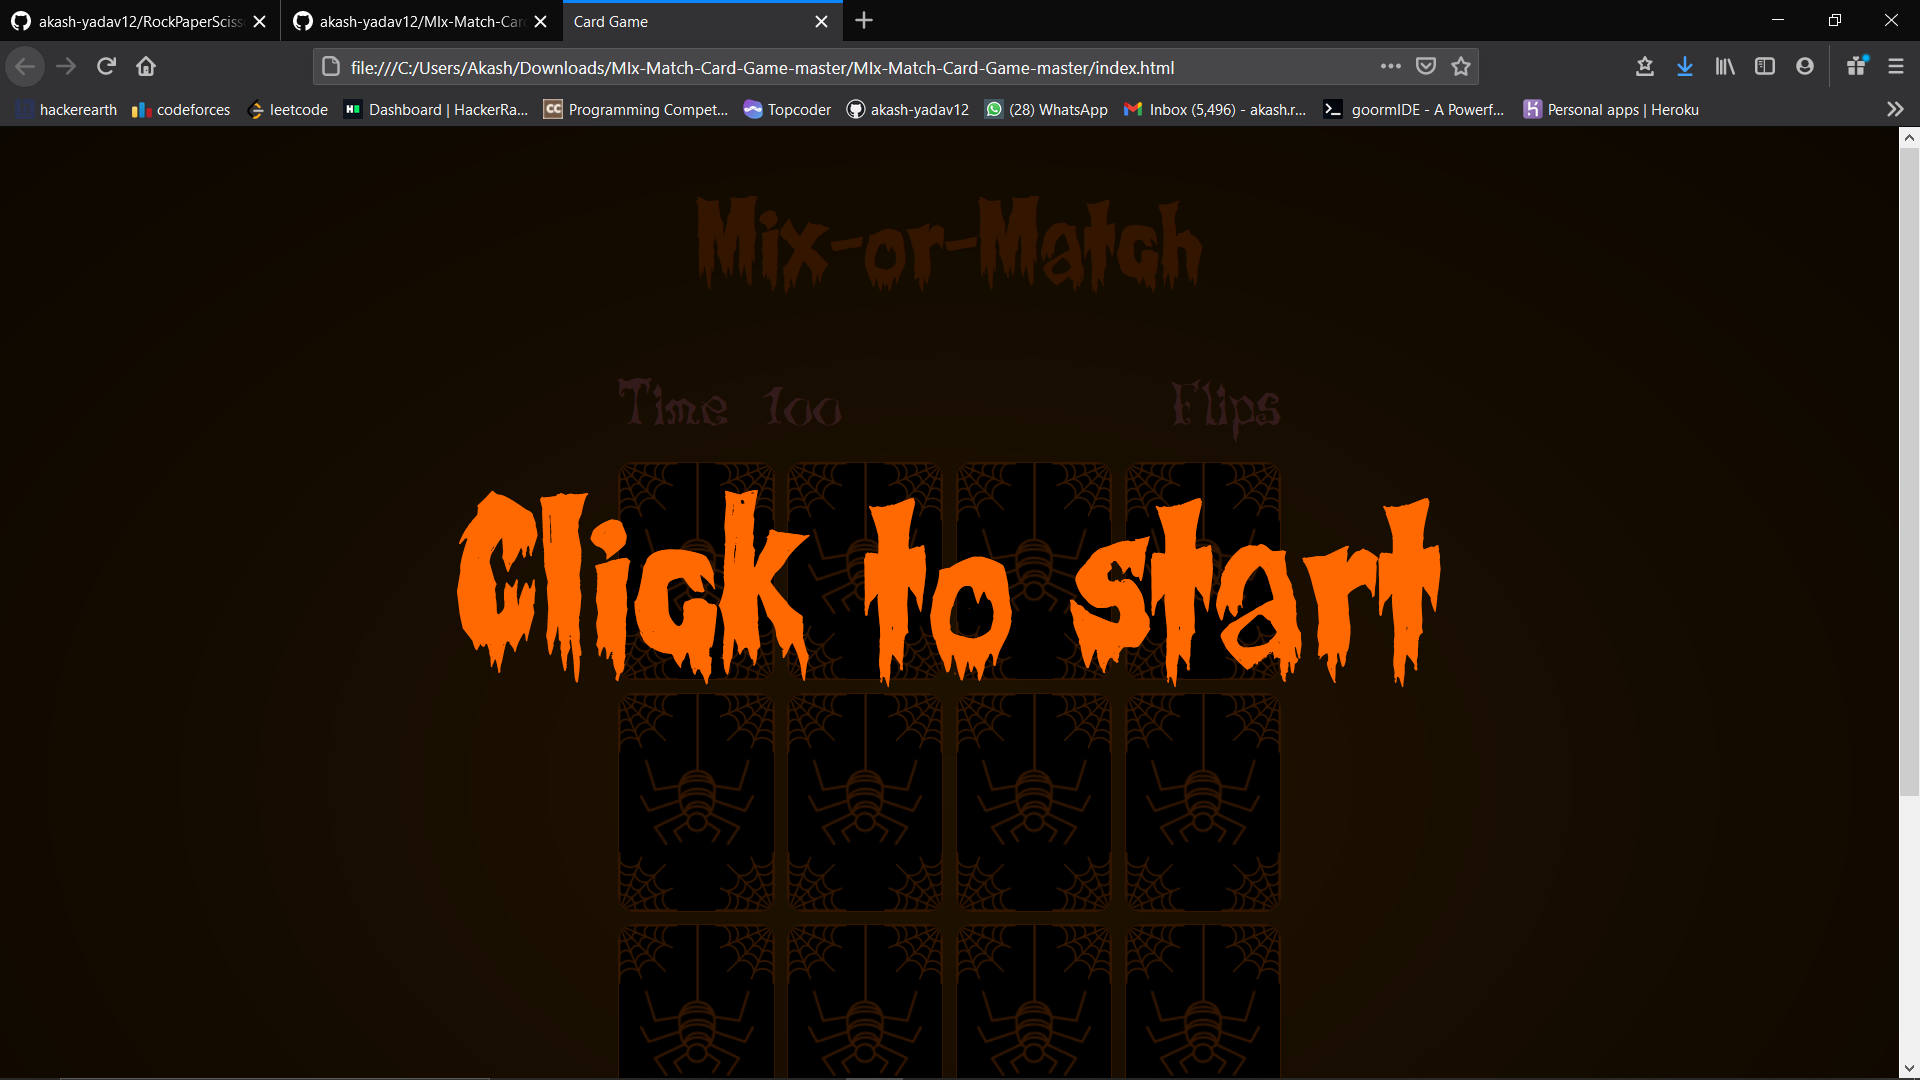 akash-yadav12/RockPaperSciss
akash-yadav12/MIx-Match-Car
Card Game
file:///C:/Users/Akash/Downloads/MIx-Match-Card-Game-master/MIx-Match-Card-Game-master/index.html
hackerearth
codeforces
leetcode
Dashboard | HackerRa...
CC
Programming Compet...
Topcoder
akash-yadav12
(28) WhatsApp
Inbox (5,496) - akash.r...
goormIDE - A Powerf...
Personal apps | Heroku
Mix-or-Match
Time 100
Flips
Click to start